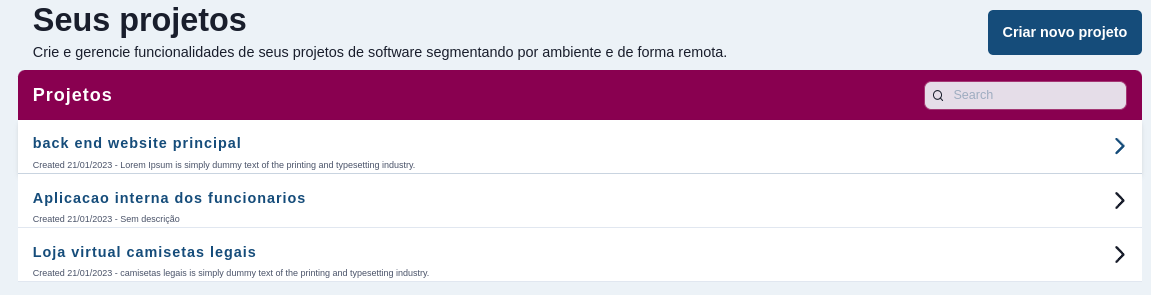 Seus projetos
Crie e gerencie funcionalidades de seus projetos de software segmentando por ambiente e de forma remota.
Criar novo projeto
Projetos
Search
back end website principal
Created 21/01/2023 - Lorem Ipsum is simply dummy text of the printing and typesetting industry.
Aplicacao interna dos funcionarios
Created 21/01/2023 - Sem descrição
Loja virtual camisetas legais
Created 21/01/2023 - camisetas legais is simply dummy text of the printing and typesetting industry.